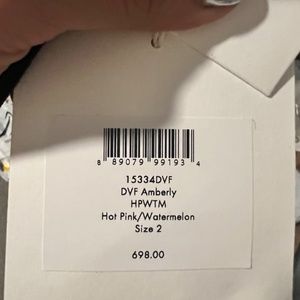 8 89079 99193 4
15334DVF
DVF Amberly
HPWTM
Hot Pink/Watermelon
Size 2
698.00